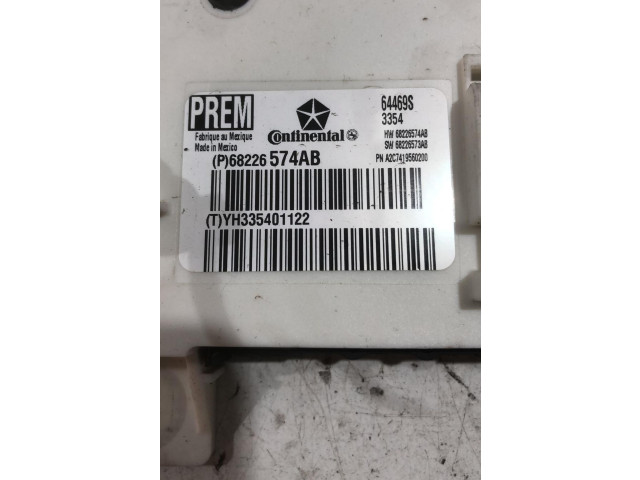 PREM
Fabrique au Mexique
Made in Mexico
Continental
64469S
3354
HW 68226574AB
SW 68226573AB
PN A2C7419560200
(P)68226 574AB
(T)YH335401122